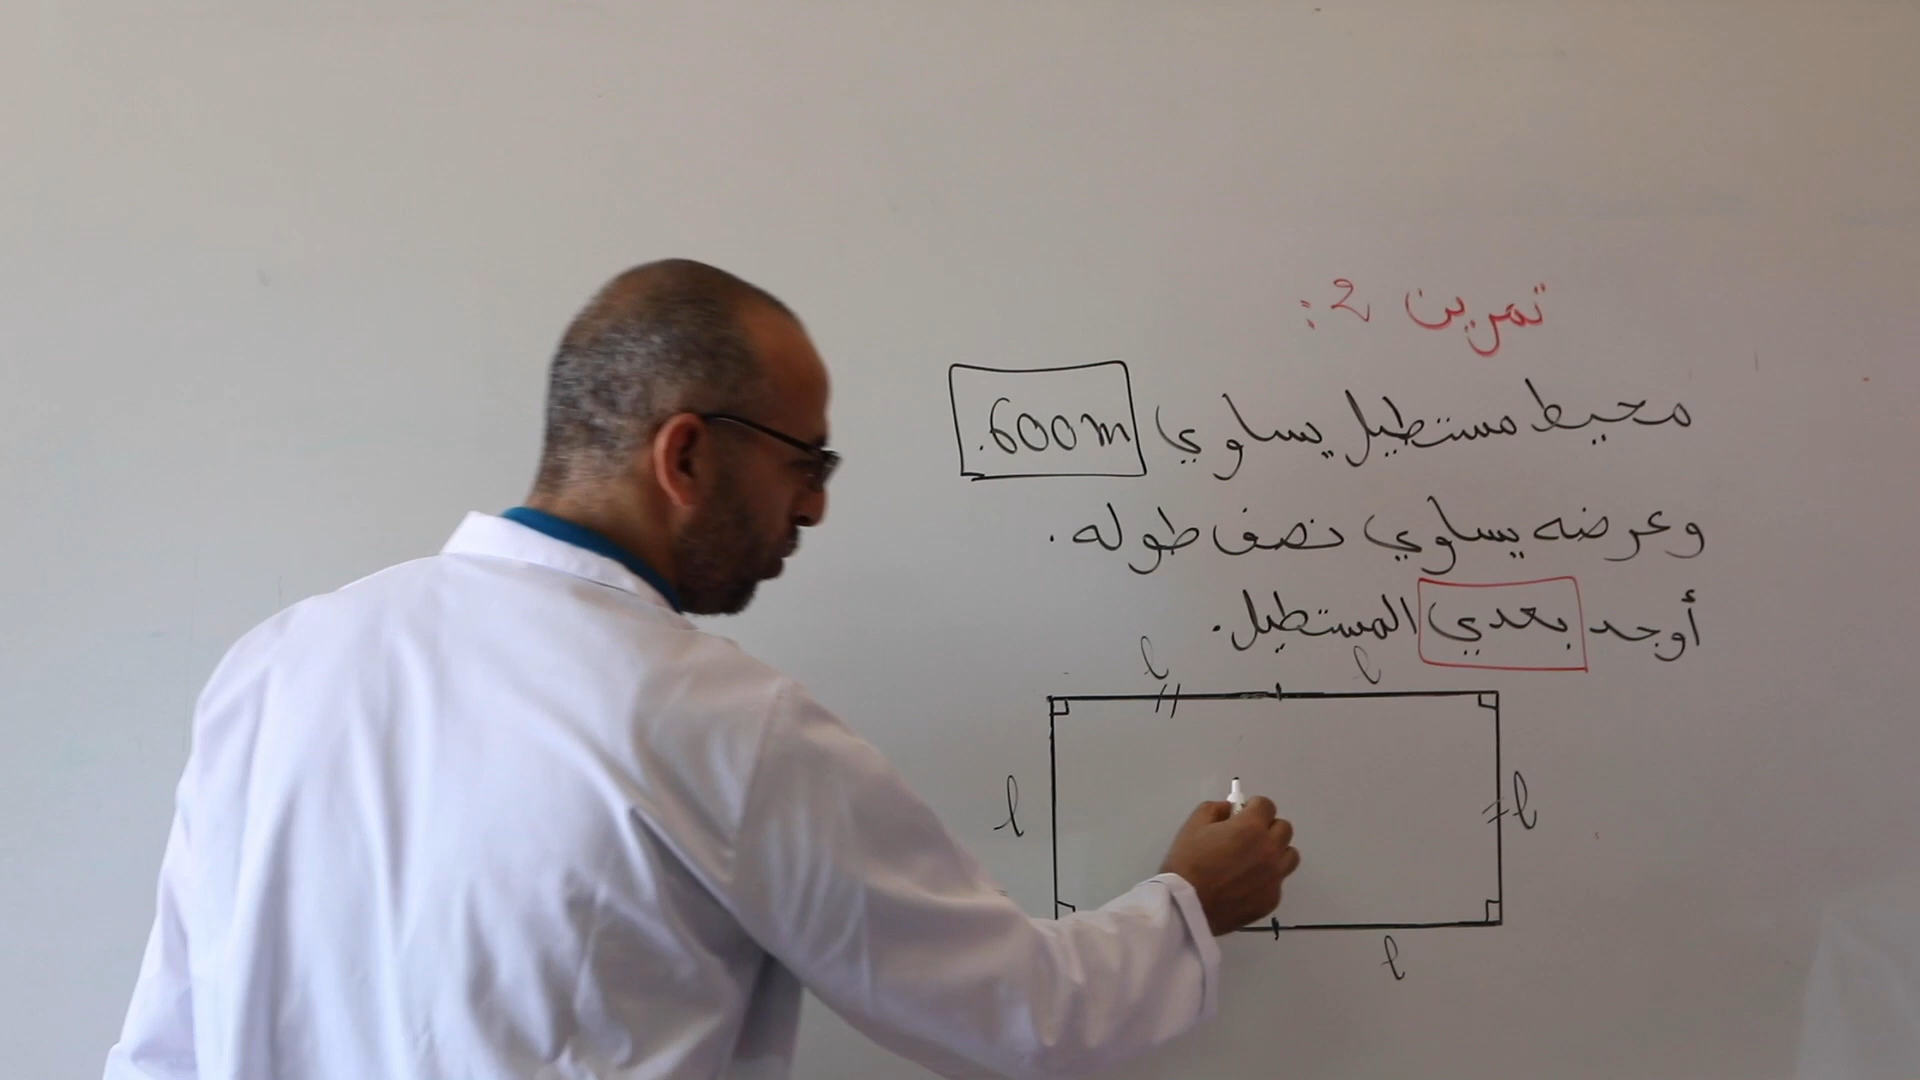 تمرين 2 :
محيط مستطيل يساوي 600m.
وعرضه يساوي نصف طوله.
أوجد بعدي المستطيل.
l l
l l
l